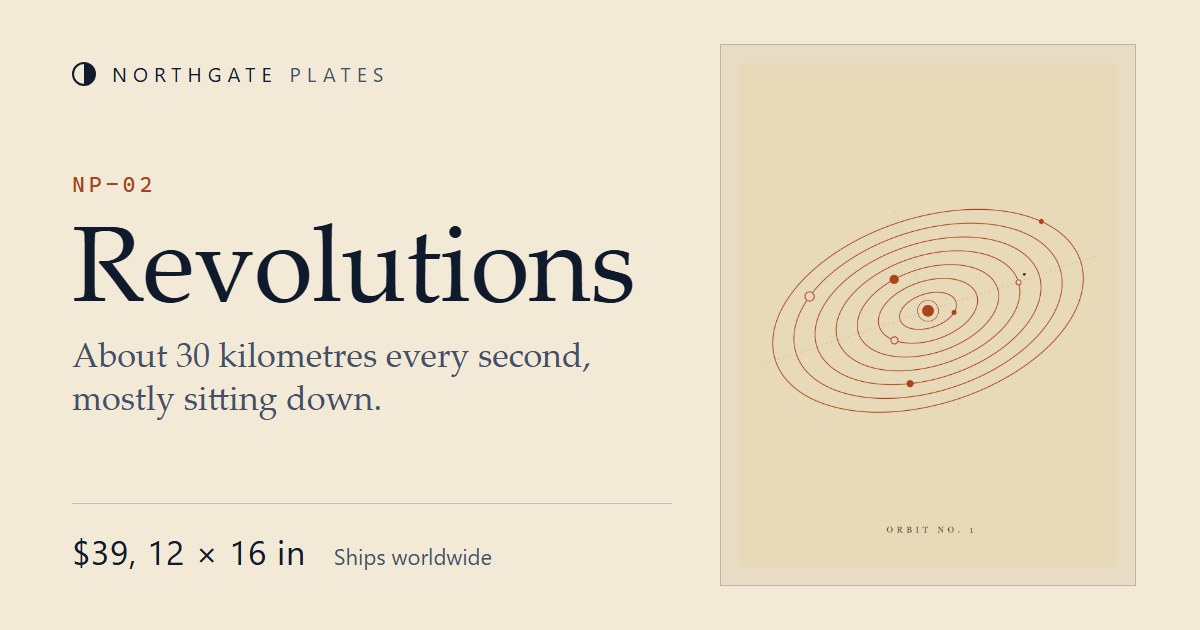 NORTHGATE PLATES
NP-02
Revolutions
About 30 kilometres every second,
mostly sitting down.
$39, 12 × 16 in Ships worldwide
ORBIT NO. 1